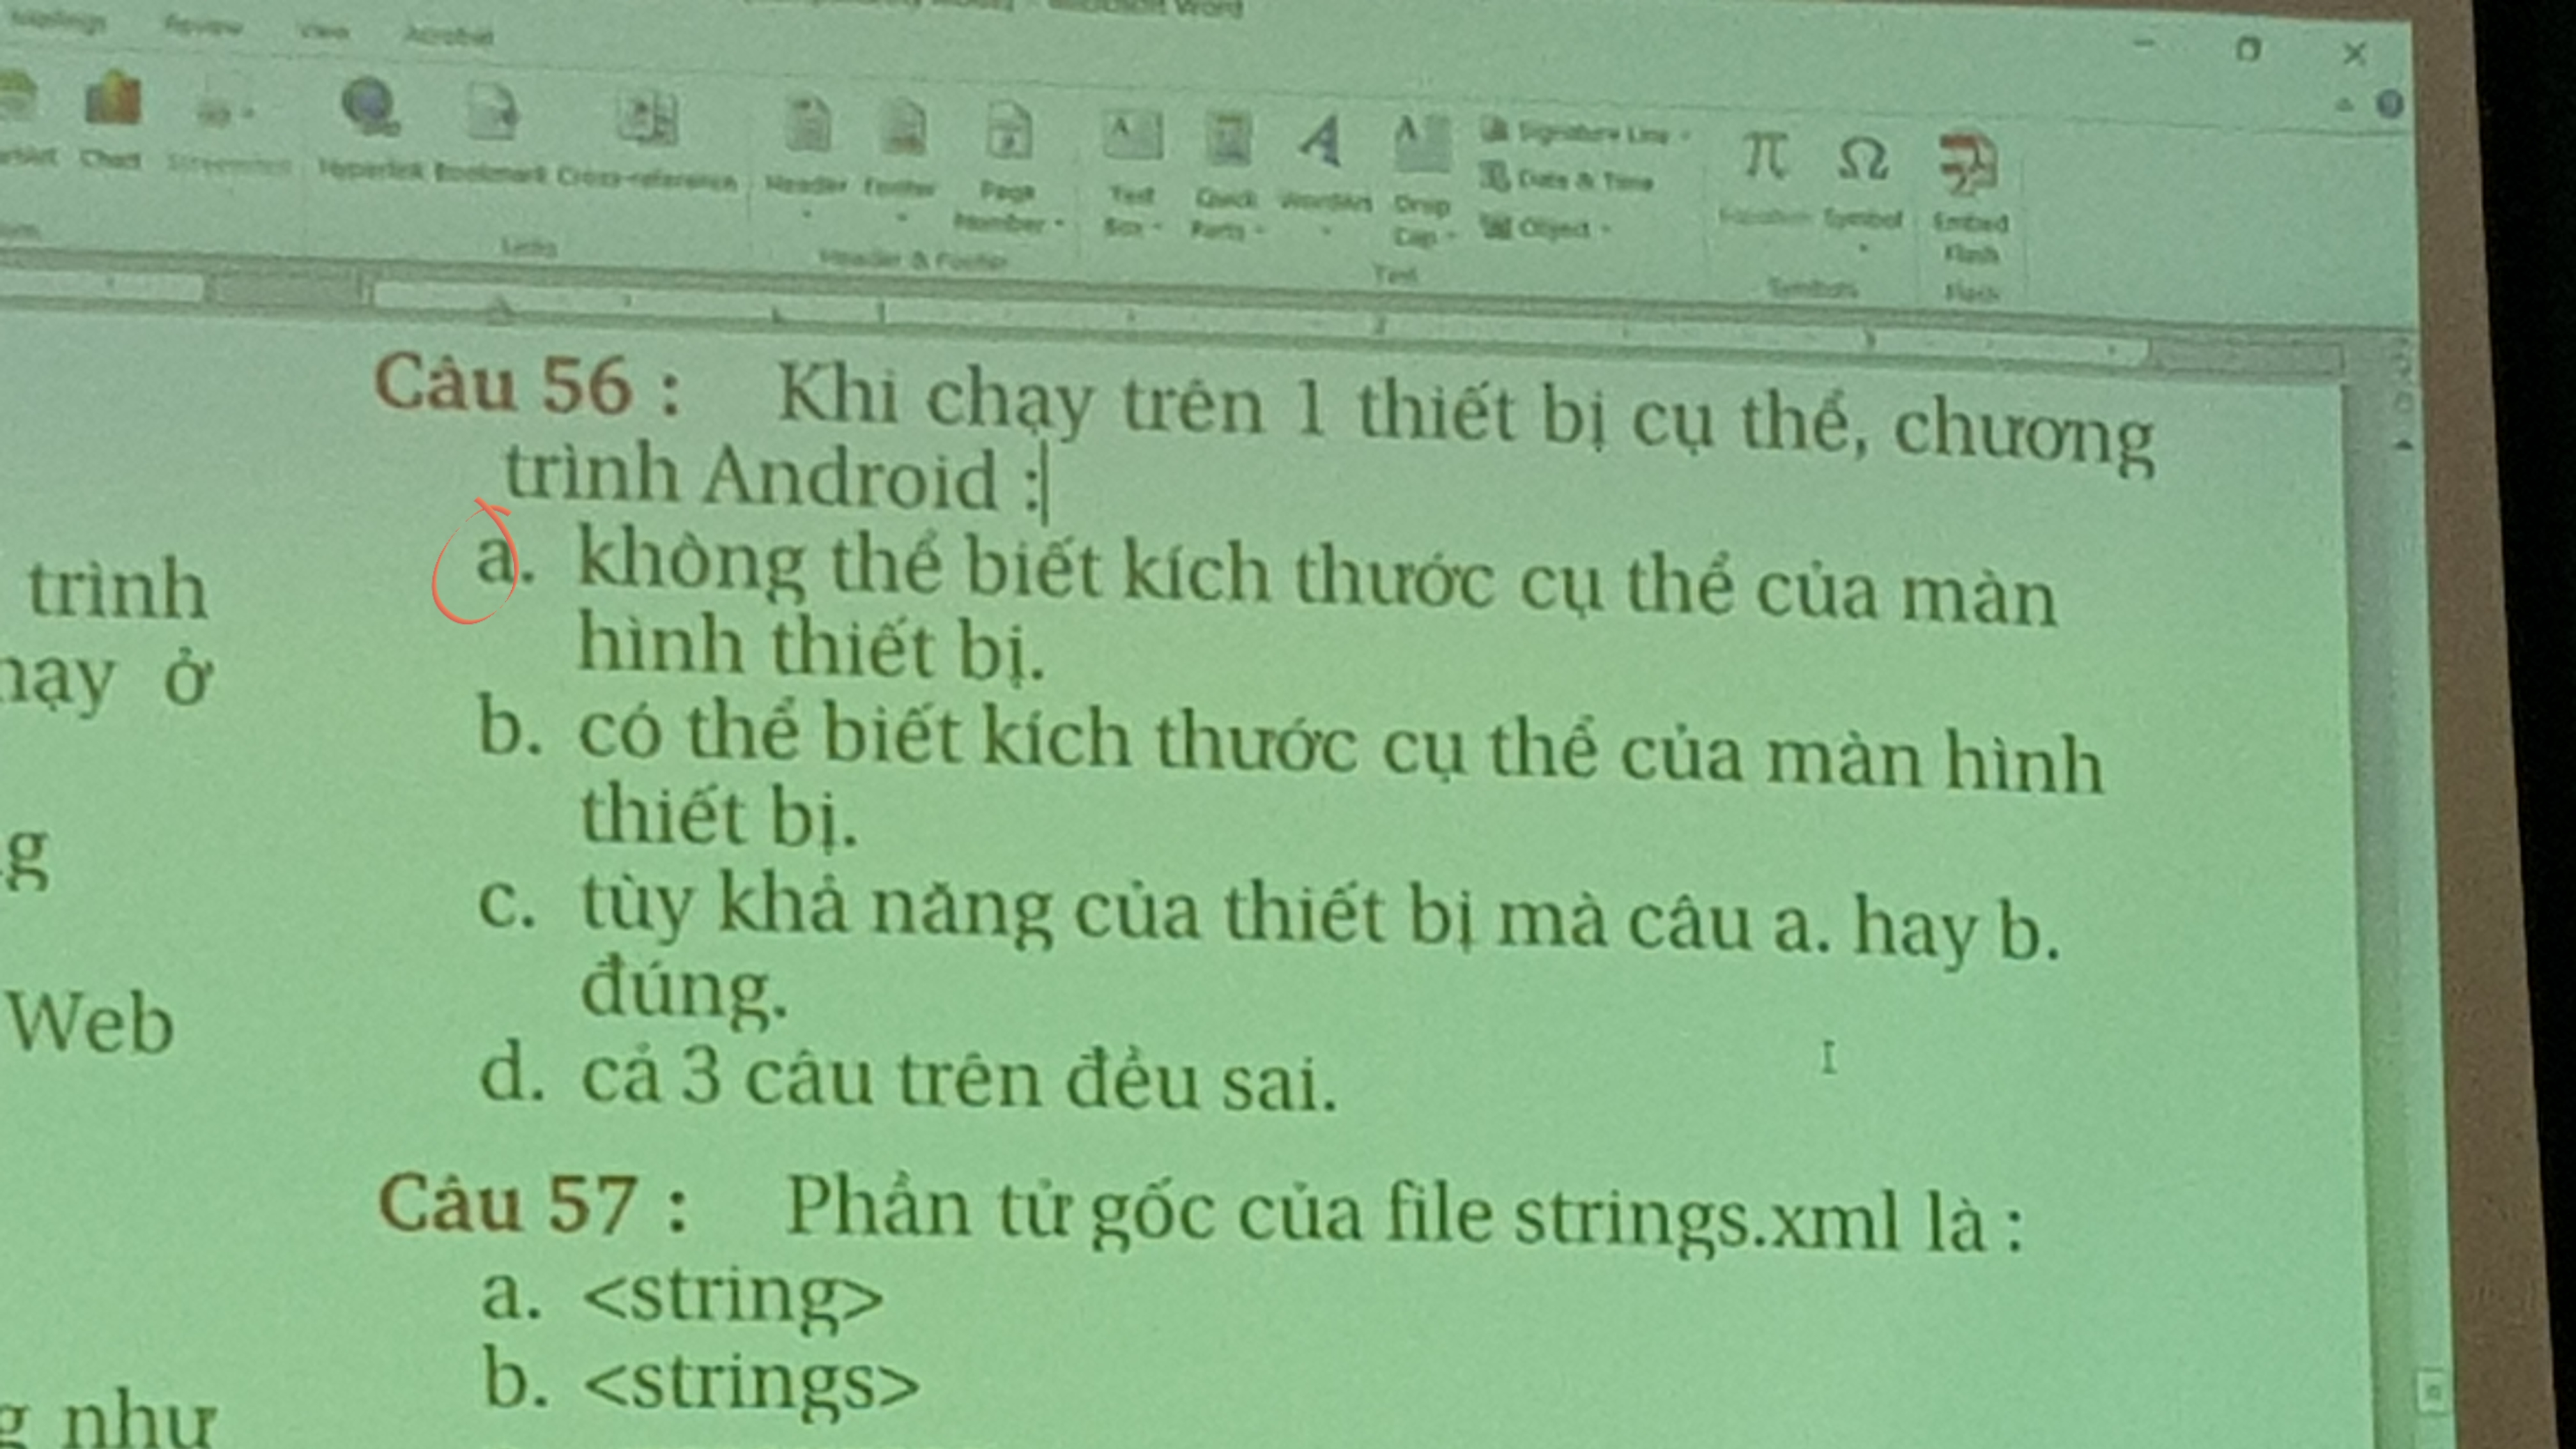 Microsoft Word
Review View Acrobat
Chart Screenshot Hyperlink Bookmark Cross-reference Header Footer Page Number Text Box Quick Parts WordArt Drop Cap Signature Line Date & Time Object Equation Symbol Embed Flash
Links Header & Footer Text Symbols Flash
Câu 56 : Khi chạy trên 1 thiết bị cụ thể, chương
trình Android :
a. không thể biết kích thước cụ thể của màn
hình thiết bị.
b. có thể biết kích thước cụ thể của màn hình
thiết bị.
c. tùy khả năng của thiết bị mà câu a. hay b.
đúng.
d. cả 3 câu trên đều sai.
Câu 57 : Phần tử gốc của file strings.xml là :
a. <string>
b. <strings>
trình
ở
Web
như